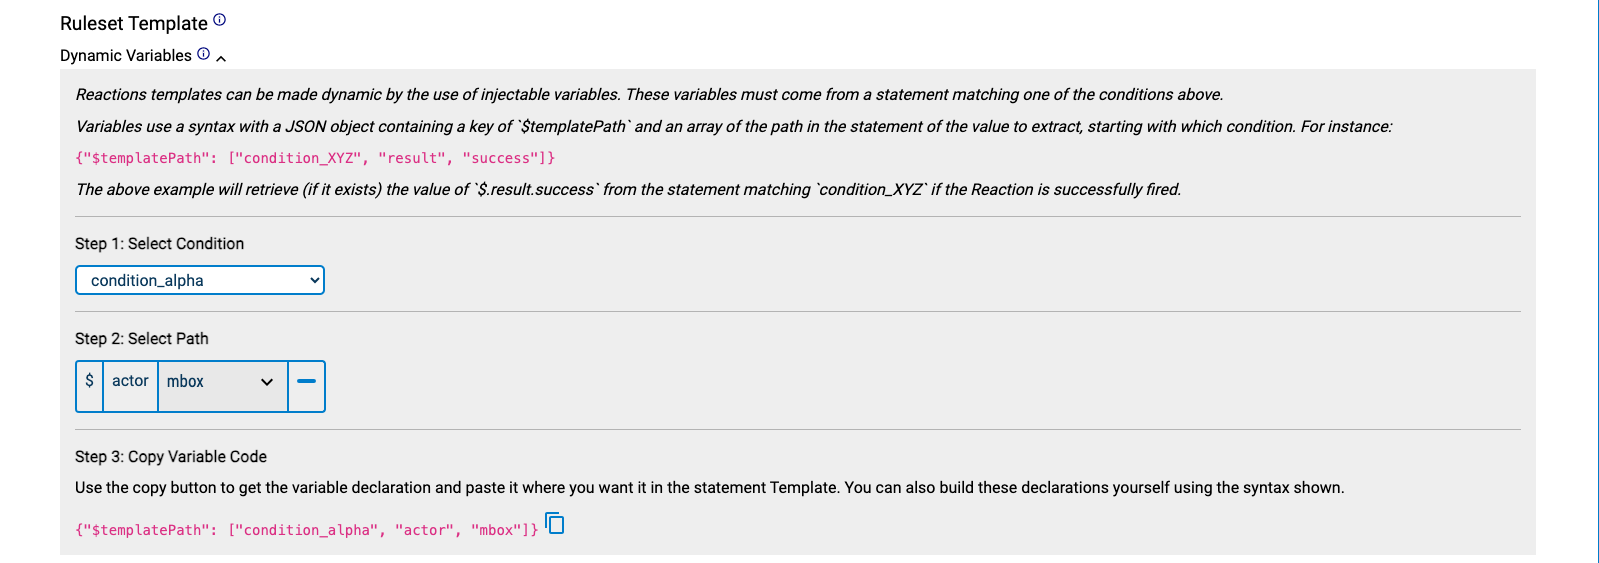 Ruleset Template
Dynamic Variables
Reactions templates can be made dynamic by the use of injectable variables. These variables must come from a statement matching one of the conditions above.
Variables use a syntax with a JSON object containing a key of `$templatePath` and an array of the path in the statement of the value to extract, starting with which condition. For instance:
{"$templatePath": ["condition_XYZ", "result", "success"]}
The above example will retrieve (if it exists) the value of `$.result.success` from the statement matching `condition_XYZ` if the Reaction is successfully fired.
Step 1: Select Condition
condition_alpha
Step 2: Select Path
$ actor mbox
Step 3: Copy Variable Code
Use the copy button to get the variable declaration and paste it where you want it in the statement Template. You can also build these declarations yourself using the syntax shown.
{"$templatePath": ["condition_alpha", "actor", "mbox"]}